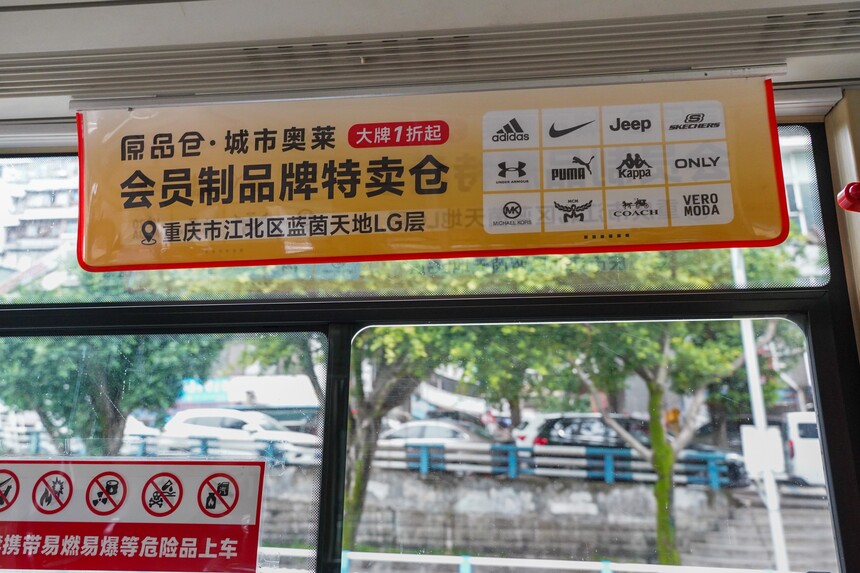 原品仓·城市奥莱 大牌1折起
会员制品牌特卖仓
重庆市江北区蓝茵天地LG层
adidas
Jeep
SKECHERS
UNDER ARMOUR
PUMA
Kappa
ONLY
MICHAEL KORS
MCM
COACH
VERO
MODA
携带易燃易爆等危险品上车